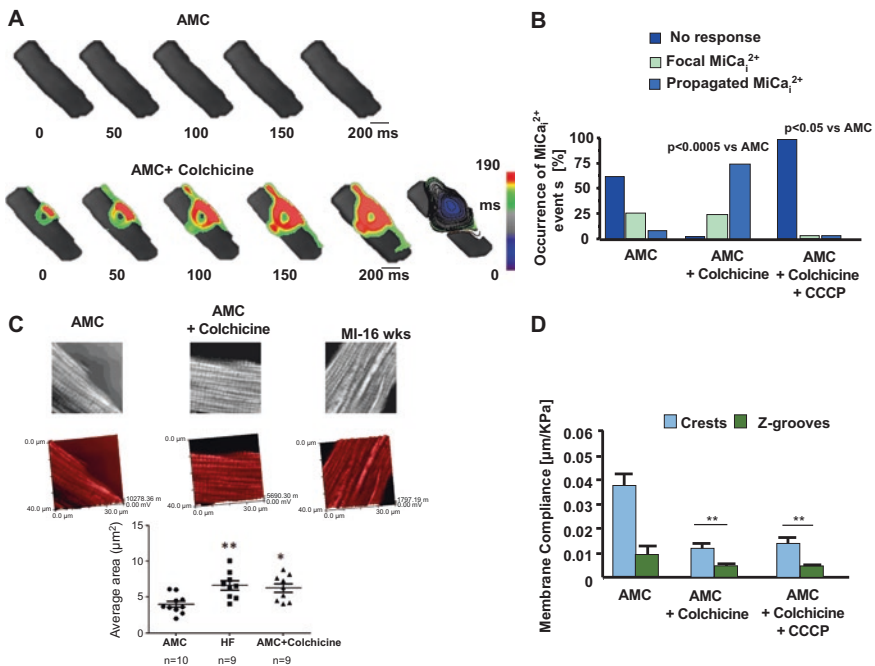 A
AMC
0 50 100 150 200 ms
AMC+ Colchicine
190
ms
0
0 50 100 150 200 ms
B
No response
Focal MiCaᵢ²⁺
Propagated MiCaᵢ²⁺
Occurrence of MiCaᵢ²⁺
event s [%]
100
75
50
25
0
p<0.0005 vs AMC
p<0.05 vs AMC
AMC
AMC
+ Colchicine
AMC
+ Colchicine
+ CCCP
C
AMC
AMC
+ Colchicine
MI-16 wks
0.0 µm
40.0 µm
0.0 µm
30.0 µm
10278.36 m
0.00 mV
0.0 µm
40.0 µm
0.0 µm
30.0 µm
5690.30 m
0.00 mV
0.0 µm
40.0 µm
0.0 µm
30.0 µm
1797.19 m
0.00 mV
Average area (µm²)
15
10
5
0
**
*
AMC HF AMC+Colchicine
n=10 n=9 n=9
D
Crests Z-grooves
Membrane Compliance [µm/KPa]
0.06
0.05
0.04
0.03
0.02
0.01
0
**
**
AMC
AMC
+ Colchicine
AMC
+ Colchicine
+ CCCP